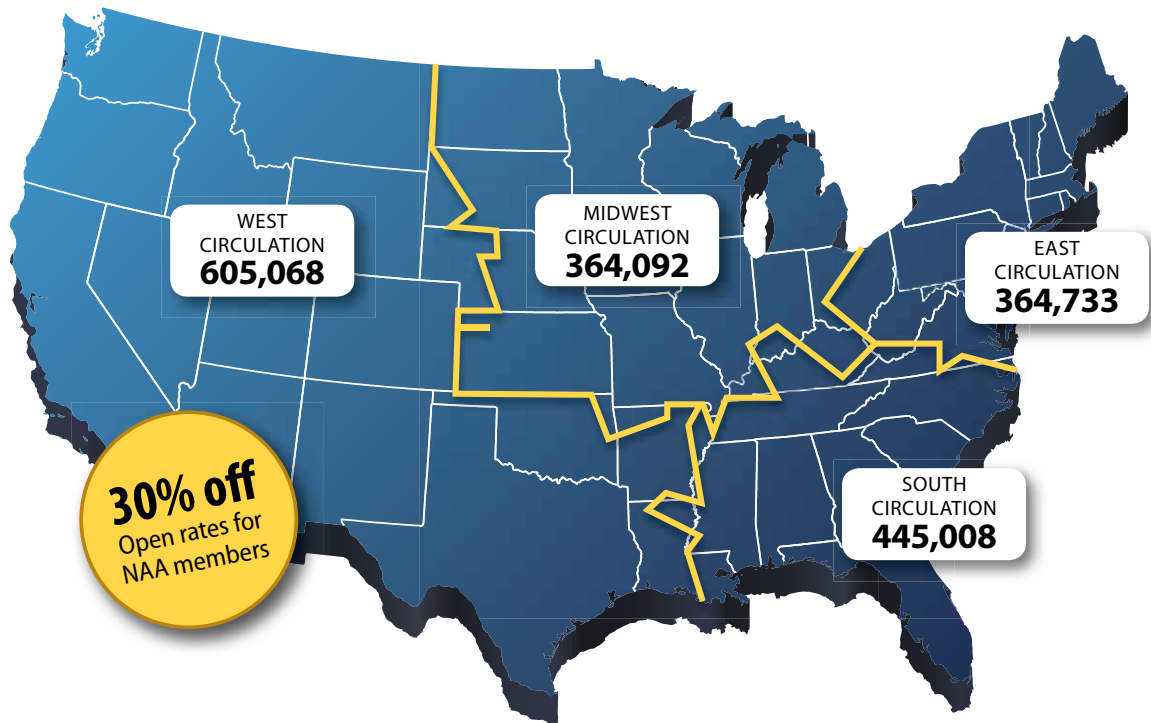 WEST
CIRCULATION
605,068
MIDWEST
CIRCULATION
364,092
EAST
CIRCULATION
364,733
30% off
Open rates for
NAA members
SOUTH
CIRCULATION
445,008